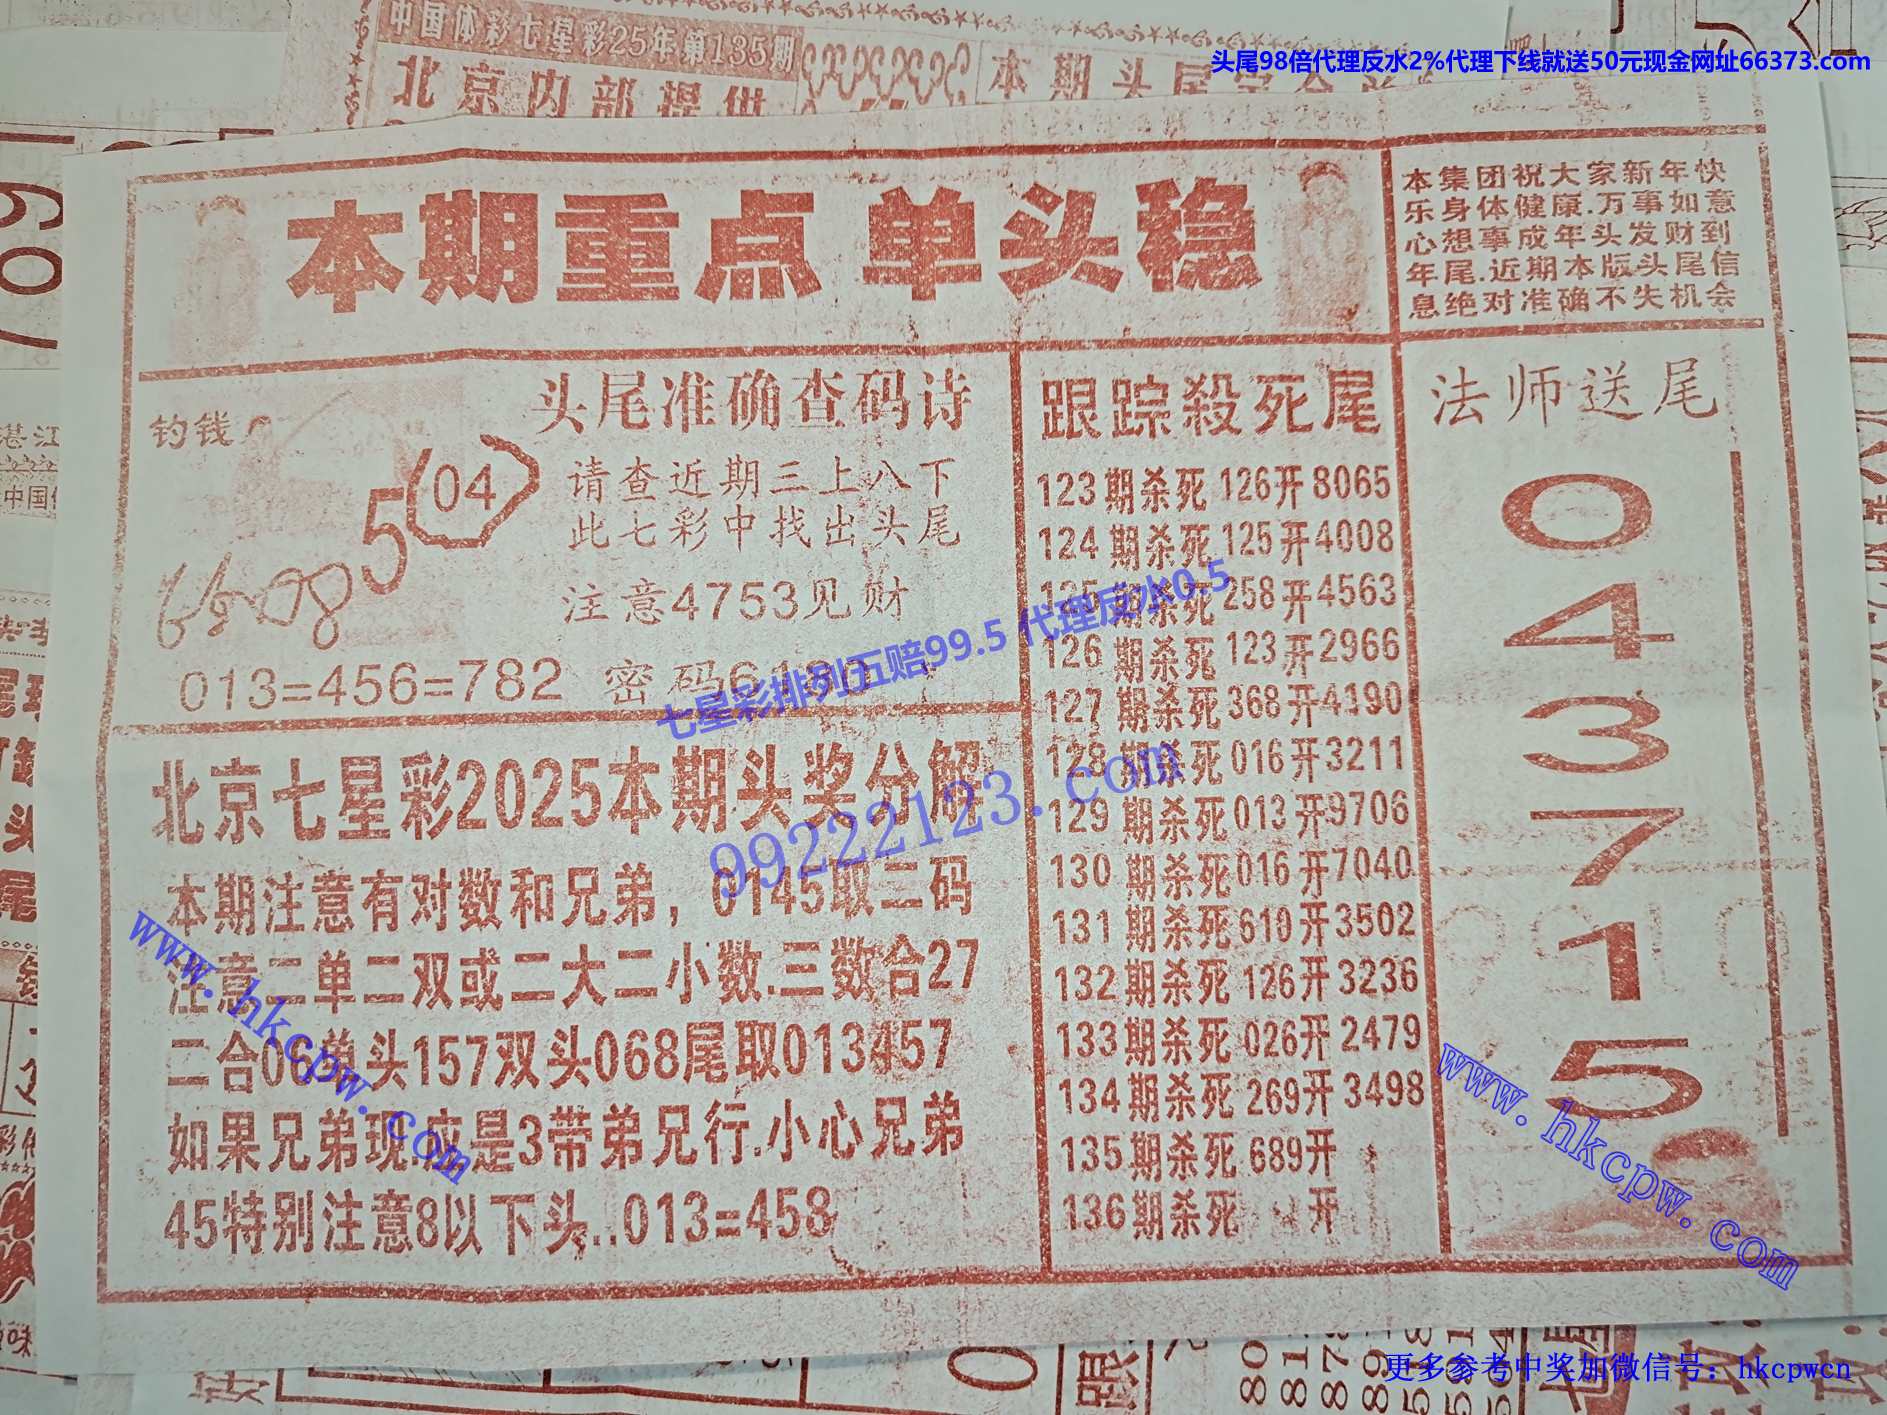 头尾98倍代理反水2%代理下线就送50元现金网址66373.com
中国体彩七星彩25年第135期
北京内部提供
本期重点 单头稳
本集团祝大家新年快
乐身体健康.万事如意
心想事成年头发财到
年尾.近期本版头尾信
息绝对准确不失机会
钓钱
5(04)
头尾准确查码诗
请查近期三上八下
此七彩中找出头尾
注意4753见财
013=456=782 密码
七星彩排列五赔99.5 代理反水0.5
北京七星彩2025本期头奖分解
99222123.com
本期注意有对数和兄弟，0145取二码
注意二单二双或二大二小数.三数合27
二合06单头157双头068尾取013457
如果兄弟现.应是3带弟兄行.小心兄弟
45特别注意8以下头..013=458
跟踪殺死尾
123期杀死126开8065
124期杀死125开4008
125期杀死258开4563
126期杀死123开2966
127期杀死368开4190
128期杀死016开3211
129期杀死013开9706
130期杀死016开7040
131期杀死610开3502
132期杀死126开3236
133期杀死026开2479
134期杀死269开3498
135期杀死689开
136期杀死 开
法师送尾
0
4
3
7
1
5
www.hkcpw.com
www.hkcpw.com
更多参考中奖加微信号：hkcpwcn